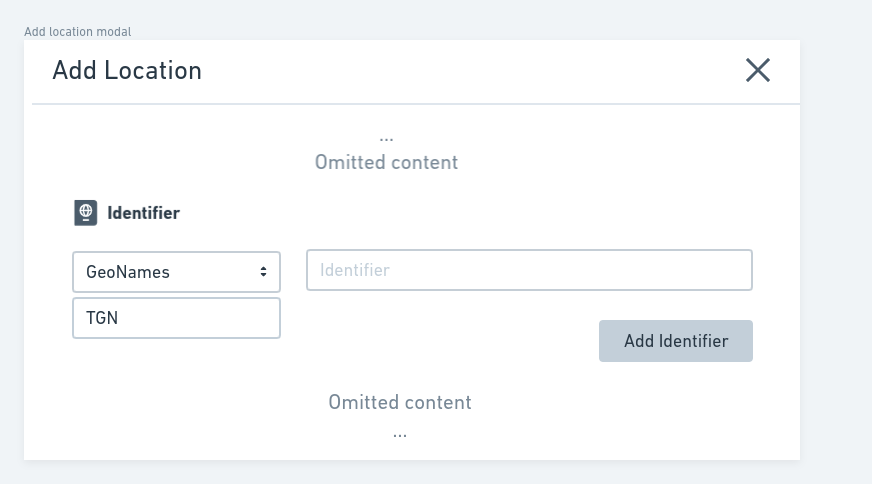 Add location modal
Add Location
...
Omitted content
Identifier
GeoNames
Identifier
TGN
Add Identifier
Omitted content
...